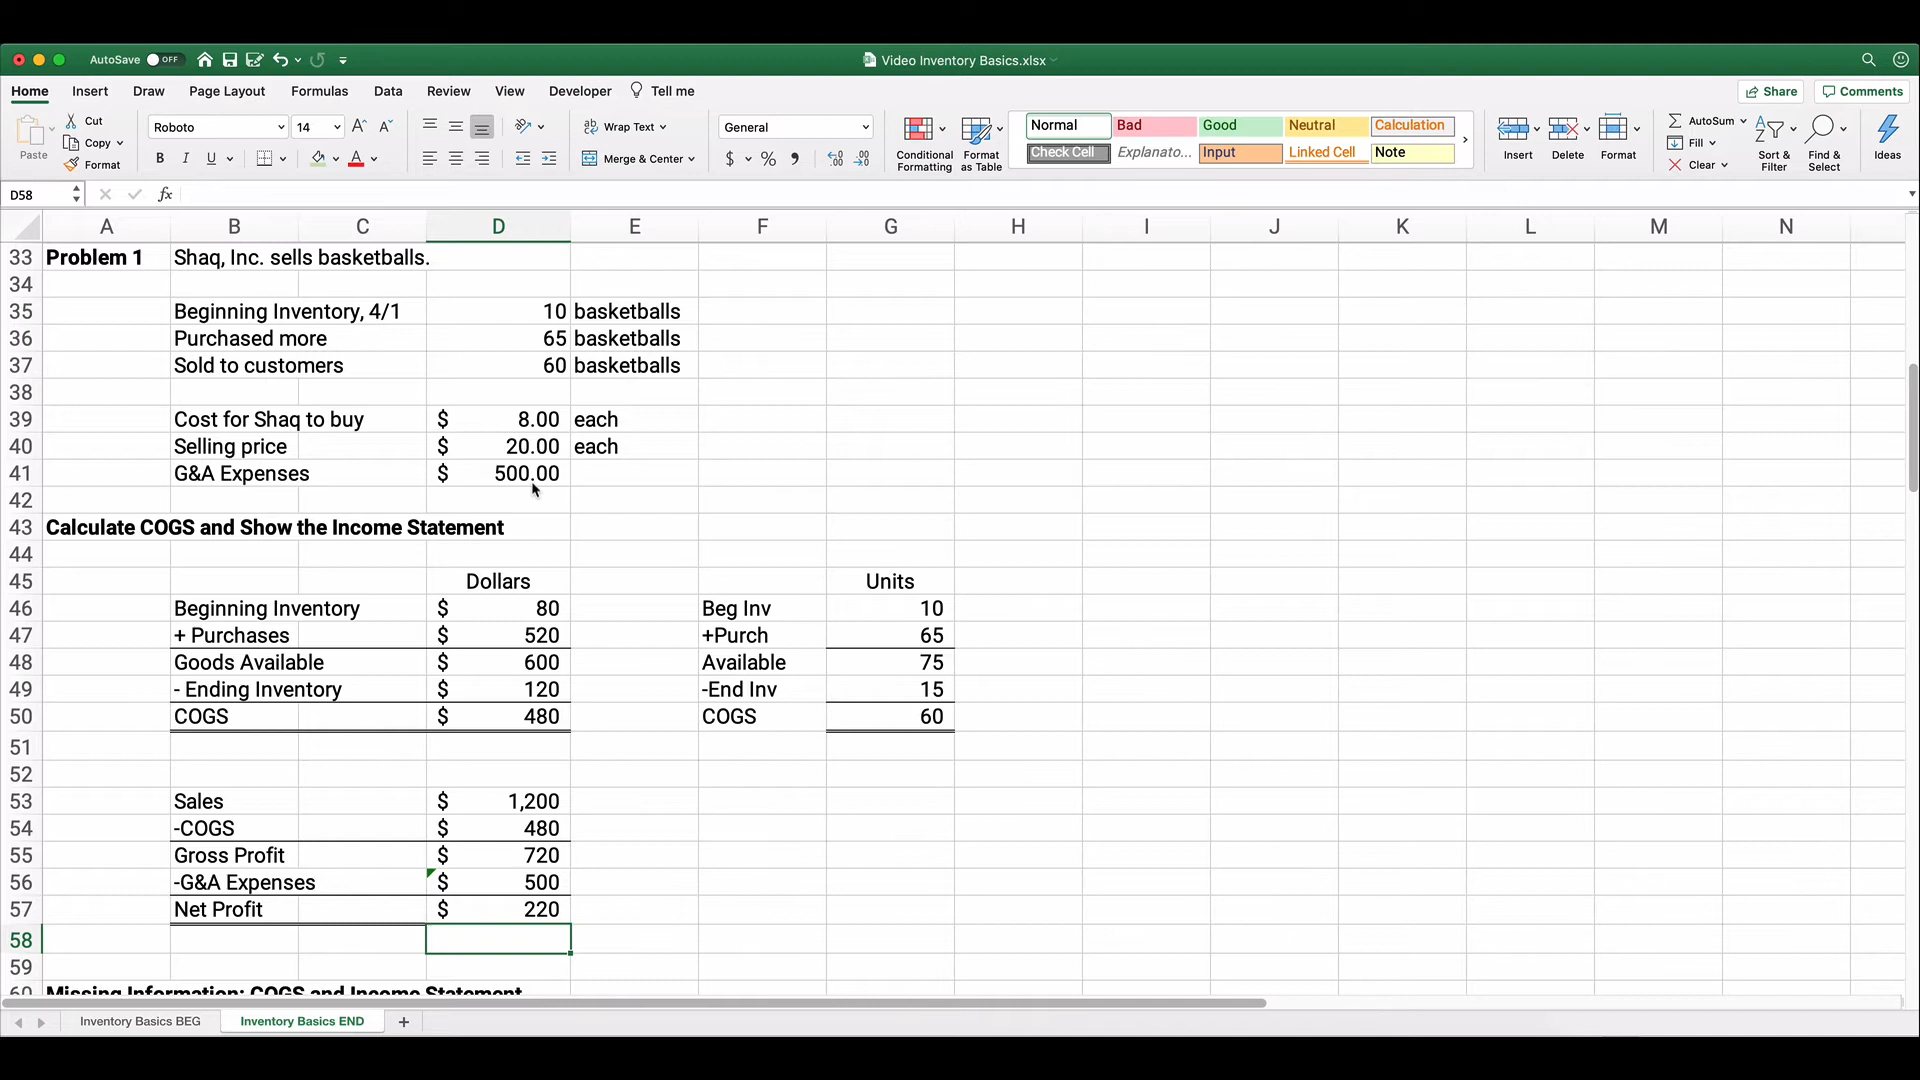 AutoSave OFF Video Inventory Basics.xlsx
Home Insert Draw Page Layout Formulas Data Review View Developer Tell me Share Comments
Paste Cut Copy Format
Roboto 14 A A
B I U A
Wrap Text
Merge & Center
General
$ % ,
Conditional Formatting
Format as Table
Normal Bad Good Neutral Calculation
Check Cell Explanato... Input Linked Cell Note
Insert Delete Format
AutoSum
Fill
Clear
Sort & Filter
Find & Select
Ideas
D58 fx
A B C D E F G H I J K L M N
33 Problem 1 Shaq, Inc. sells basketballs.
34
35 Beginning Inventory, 4/1 10 basketballs
36 Purchased more 65 basketballs
37 Sold to customers 60 basketballs
38
39 Cost for Shaq to buy $ 8.00 each
40 Selling price $ 20.00 each
41 G&A Expenses $ 500.00
42
43 Calculate COGS and Show the Income Statement
44
45 Dollars Units
46 Beginning Inventory $ 80 Beg Inv 10
47 + Purchases $ 520 +Purch 65
48 Goods Available $ 600 Available 75
49 - Ending Inventory $ 120 -End Inv 15
50 COGS $ 480 COGS 60
51
52
53 Sales $ 1,200
54 -COGS $ 480
55 Gross Profit $ 720
56 -G&A Expenses $ 500
57 Net Profit $ 220
58
59
60 Missing Information: COGS and Income Statement
Inventory Basics BEG Inventory Basics END +